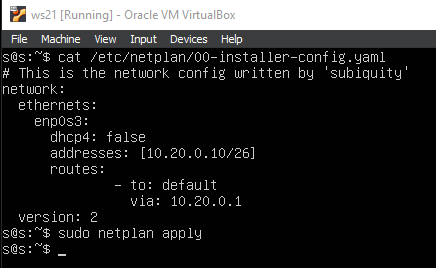 ws21 [Running] - Oracle VM VirtualBox
File Machine View Input Devices Help
s@s:~$ cat /etc/netplan/00-installer-config.yaml
# This is the network config written by 'subiquity'
network:
  ethernets:
    enp0s3:
      dhcp4: false
      addresses: [10.20.0.10/26]
      routes:
             - to: default
               via: 10.20.0.1
  version: 2
s@s:~$ sudo netplan apply
s@s:~$ _